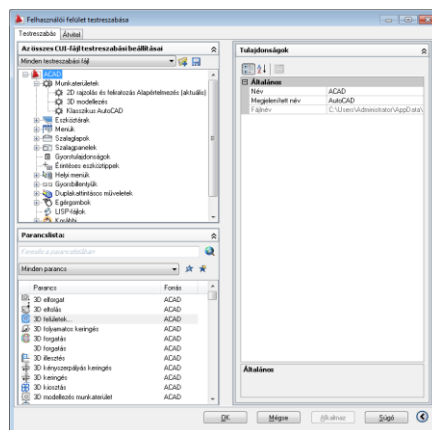 Felhasználói felület testreszabása
Testreszabás Átvitel
Az összes CUI-fájl testreszabási beállításai
Minden testreszabási fájl
ACAD
Munkaterületek
2D rajzolás és feliratozás Alapértelmezés (aktuális)
3D modellezés
Klasszikus AutoCAD
Eszköztárak
Menük
Szalaglapok
Szalagpanelek
Gyorstulajdonságok
Érintéses eszköztippek
Helyi menük
Gyorsbillentyűk
Duplakattintásos műveletek
Egérgombok
LISP-fájlok
Korábbi
Parancslista:
Keresés a parancslistában
Minden parancs
Parancs Forrás
3D elforgat ACAD
3D eltolás ACAD
3D felületek... ACAD
3D folyamatos keringés ACAD
3D forgatás ACAD
3D forgatás ACAD
3D illesztés ACAD
3D kényszerpályás keringés ACAD
3D keringés ACAD
3D kiosztás ACAD
3D modellezés munkaterület ACAD
Tulajdonságok
Általános
Név ACAD
Megjelenített név AutoCAD
Fájlnév C:\Users\Administrator\AppData\
Általános
OK Mégse Alkalmaz Súgó